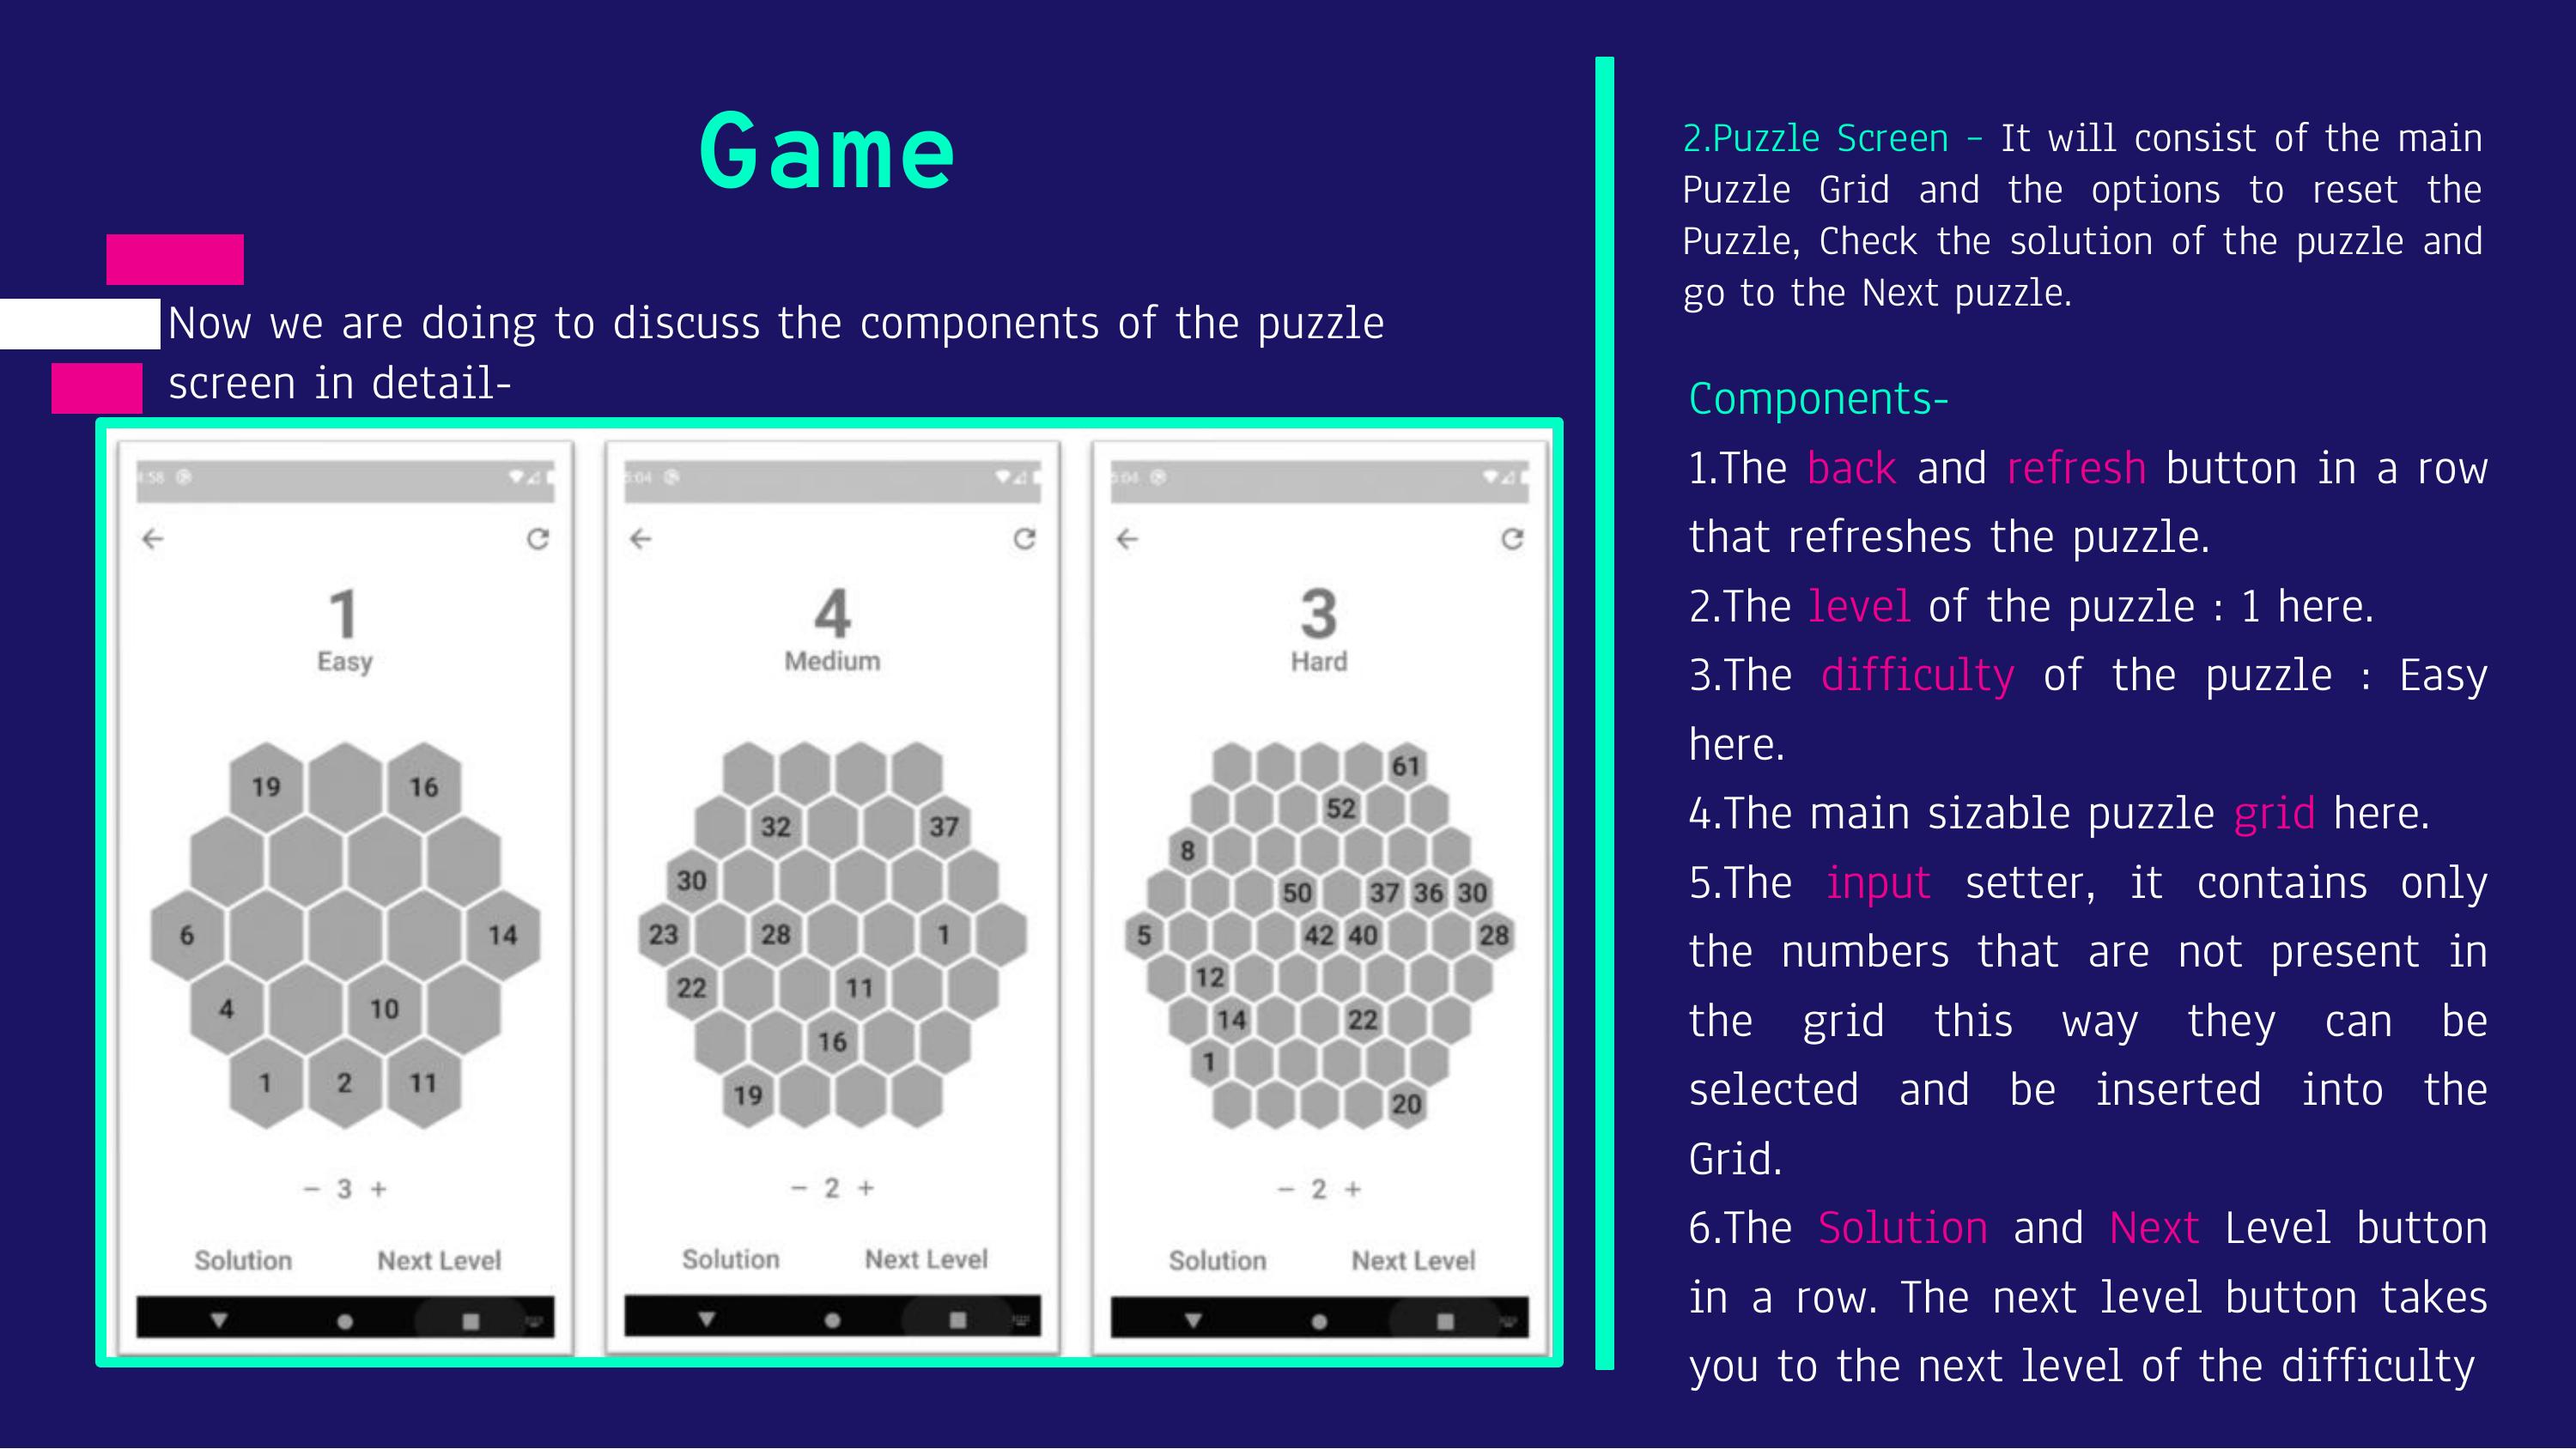 Game
Now we are doing to discuss the components of the puzzle
screen in detail-
4:58
1
Easy
19 16
6 14
4 10
1 2 11
− 3 +
Solution Next Level
5:04
4
Medium
32 37
30
23 28 1
22 11
16
19
− 2 +
Solution Next Level
5:04
3
Hard
61
52
8
50 37 36 30
5 42 40 28
12
14 22
1
20
− 2 +
Solution Next Level
2.Puzzle Screen – It will consist of the main
Puzzle Grid and the options to reset the
Puzzle, Check the solution of the puzzle and
go to the Next puzzle.
Components-
1.The back and refresh button in a row
that refreshes the puzzle.
2.The level of the puzzle : 1 here.
3.The difficulty of the puzzle : Easy
here.
4.The main sizable puzzle grid here.
5.The input setter, it contains only
the numbers that are not present in
the grid this way they can be
selected and be inserted into the
Grid.
6.The Solution and Next Level button
in a row. The next level button takes
you to the next level of the difficulty